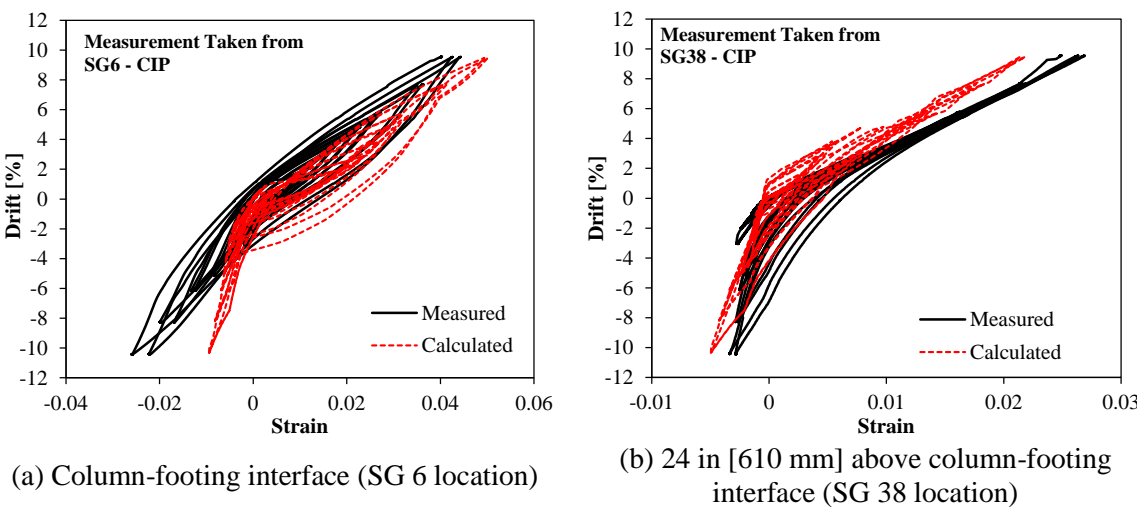 12
10
8
6
4
2
0
-2
-4
-6
-8
-10
-12
Drift [%]
Measurement Taken from
SG6 - CIP
Measured
Calculated
-0.04
-0.02
0
0.02
0.04
0.06
Strain
(a) Column-footing interface (SG 6 location)
12
10
8
6
4
2
0
-2
-4
-6
-8
-10
-12
Drift [%]
Measurement Taken from
SG38 - CIP
Measured
Calculated
-0.01
0
0.01
0.02
0.03
Strain
(b) 24 in [610 mm] above column-footing
interface (SG 38 location)